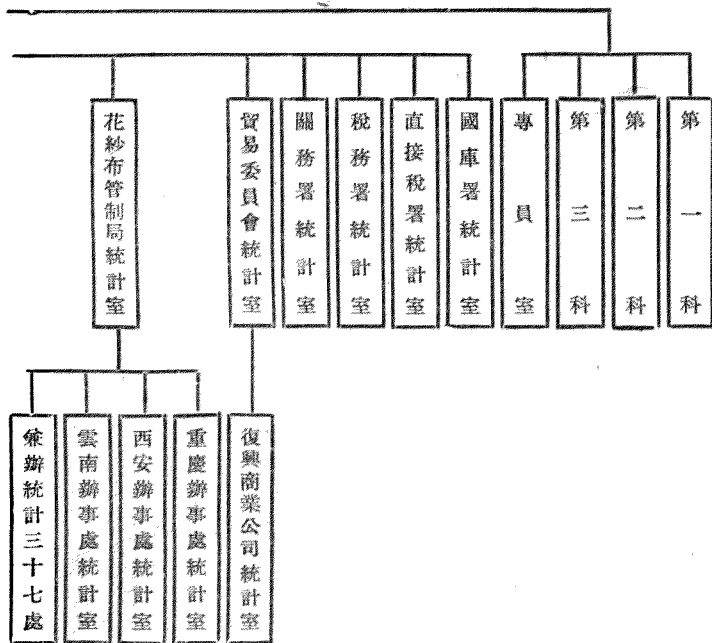 第一科
第二科
第三科
專員室
國庫署統計室
直接稅署統計室
稅務署統計室
關務署統計室
貿易委員會統計室
花紗布管制局統計室
復興商業公司統計室
重慶辦事處統計室
西安辦事處統計室
雲南辦事處統計室
兼辦統計三十七處